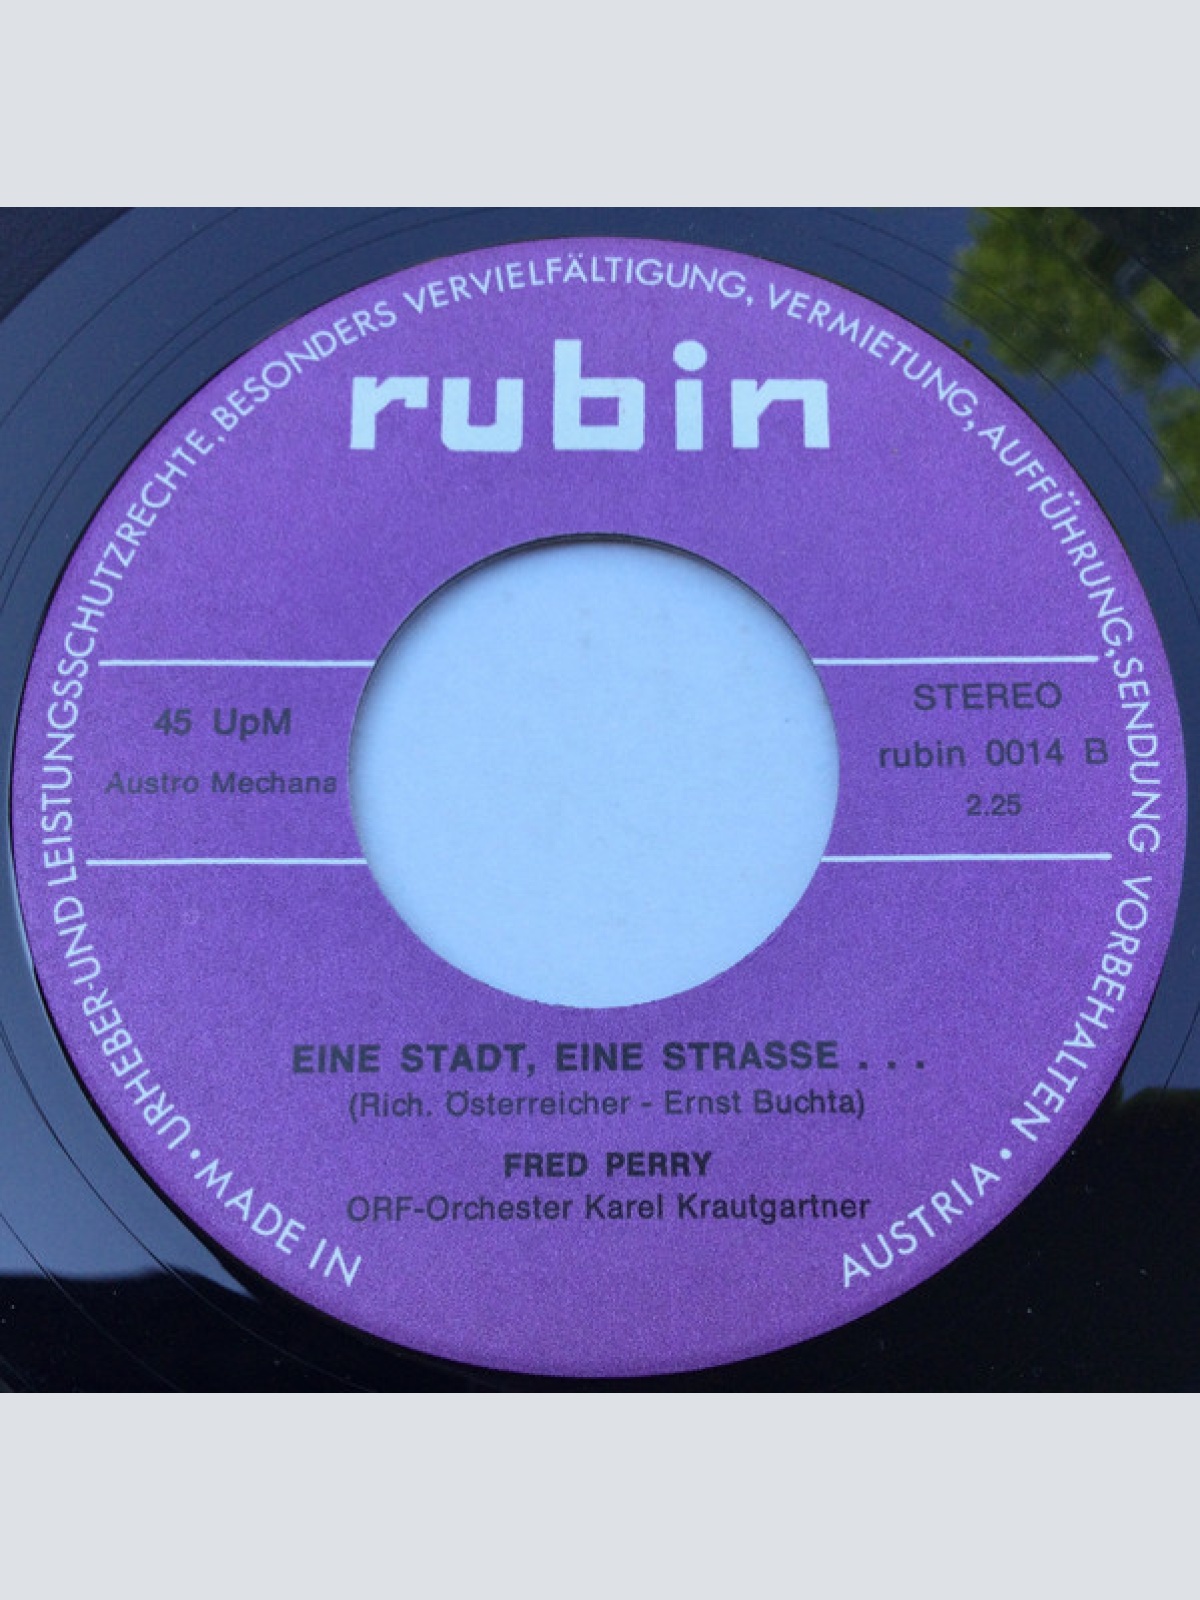 URHEBER-UND LEISTUNGSSCHUTZRECHTE, BESONDERS VERVIELFÄLTIGUNG, VERMIETUNG, AUFFÜHRUNG, SENDUNG VORBEHALTEN •
rubin
45 UpM
Austro Mechana
STEREO
rubin 0014 B
2.25
EINE STADT, EINE STRASSE . . .
(Rich. Österreicher - Ernst Buchta)
FRED PERRY
ORF-Orchester Karel Krautgartner
• MADE IN AUSTRIA